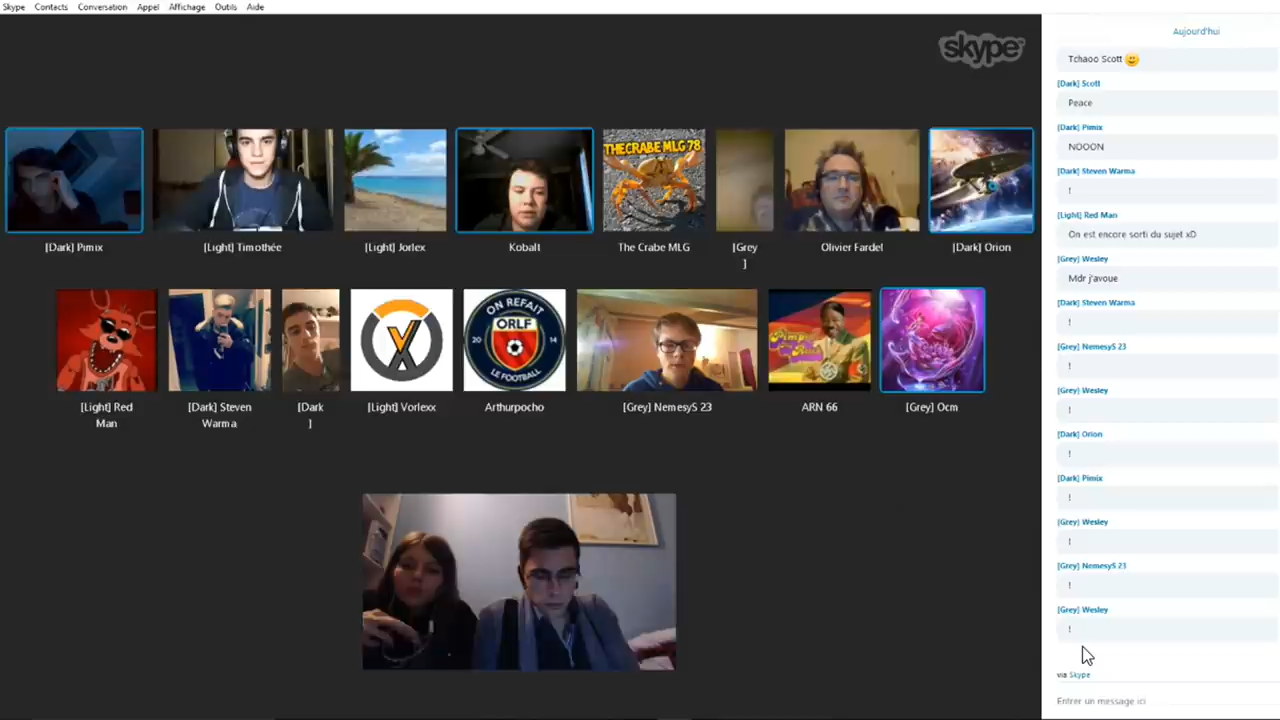 Skype Contacts Conversation Appel Affichage Outils Aide
skype
THECRABE MLG 78
[Dark] Pimix
[Light] Timothée
[Light] Jorlex
Kobalt
The Crabe MLG
[Grey
]
Olivier Fardel
[Dark] Orion
ON REFAIT
ORLF
20 14
LE FOOTBALL
[Light] Red
Man
[Dark] Steven
Warma
[Dark
]
[Light] Vorlexx
Arthurpocho
[Grey] NemesyS 23
ARN 66
[Grey] Ocm
Aujourd'hui
Tchaoo Scott
[Dark] Scott
Peace
[Dark] Pimix
NOOON
[Dark] Steven Warma
!
[Light] Red Man
On est encore sorti du sujet xD
[Grey] Wesley
Mdr j'avoue
[Dark] Steven Warma
!
[Grey] NemesyS 23
!
[Grey] Wesley
!
[Dark] Orion
!
[Dark] Pimix
!
[Grey] Wesley
!
[Grey] NemesyS 23
!
[Grey] Wesley
!
via Skype
Entrer un message ici